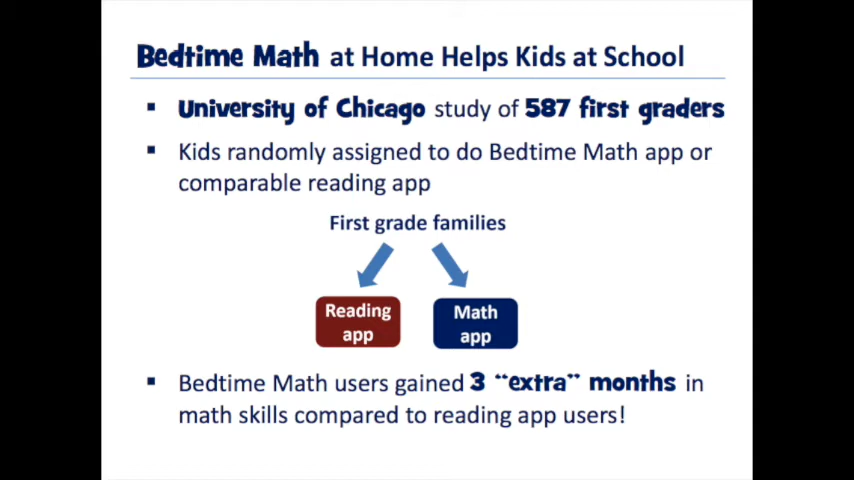 Bedtime Math at Home Helps Kids at School
▪ University of Chicago study of 587 first graders
▪ Kids randomly assigned to do Bedtime Math app or
comparable reading app
First grade families
Reading
app
Math
app
▪ Bedtime Math users gained 3 "extra" months in
math skills compared to reading app users!